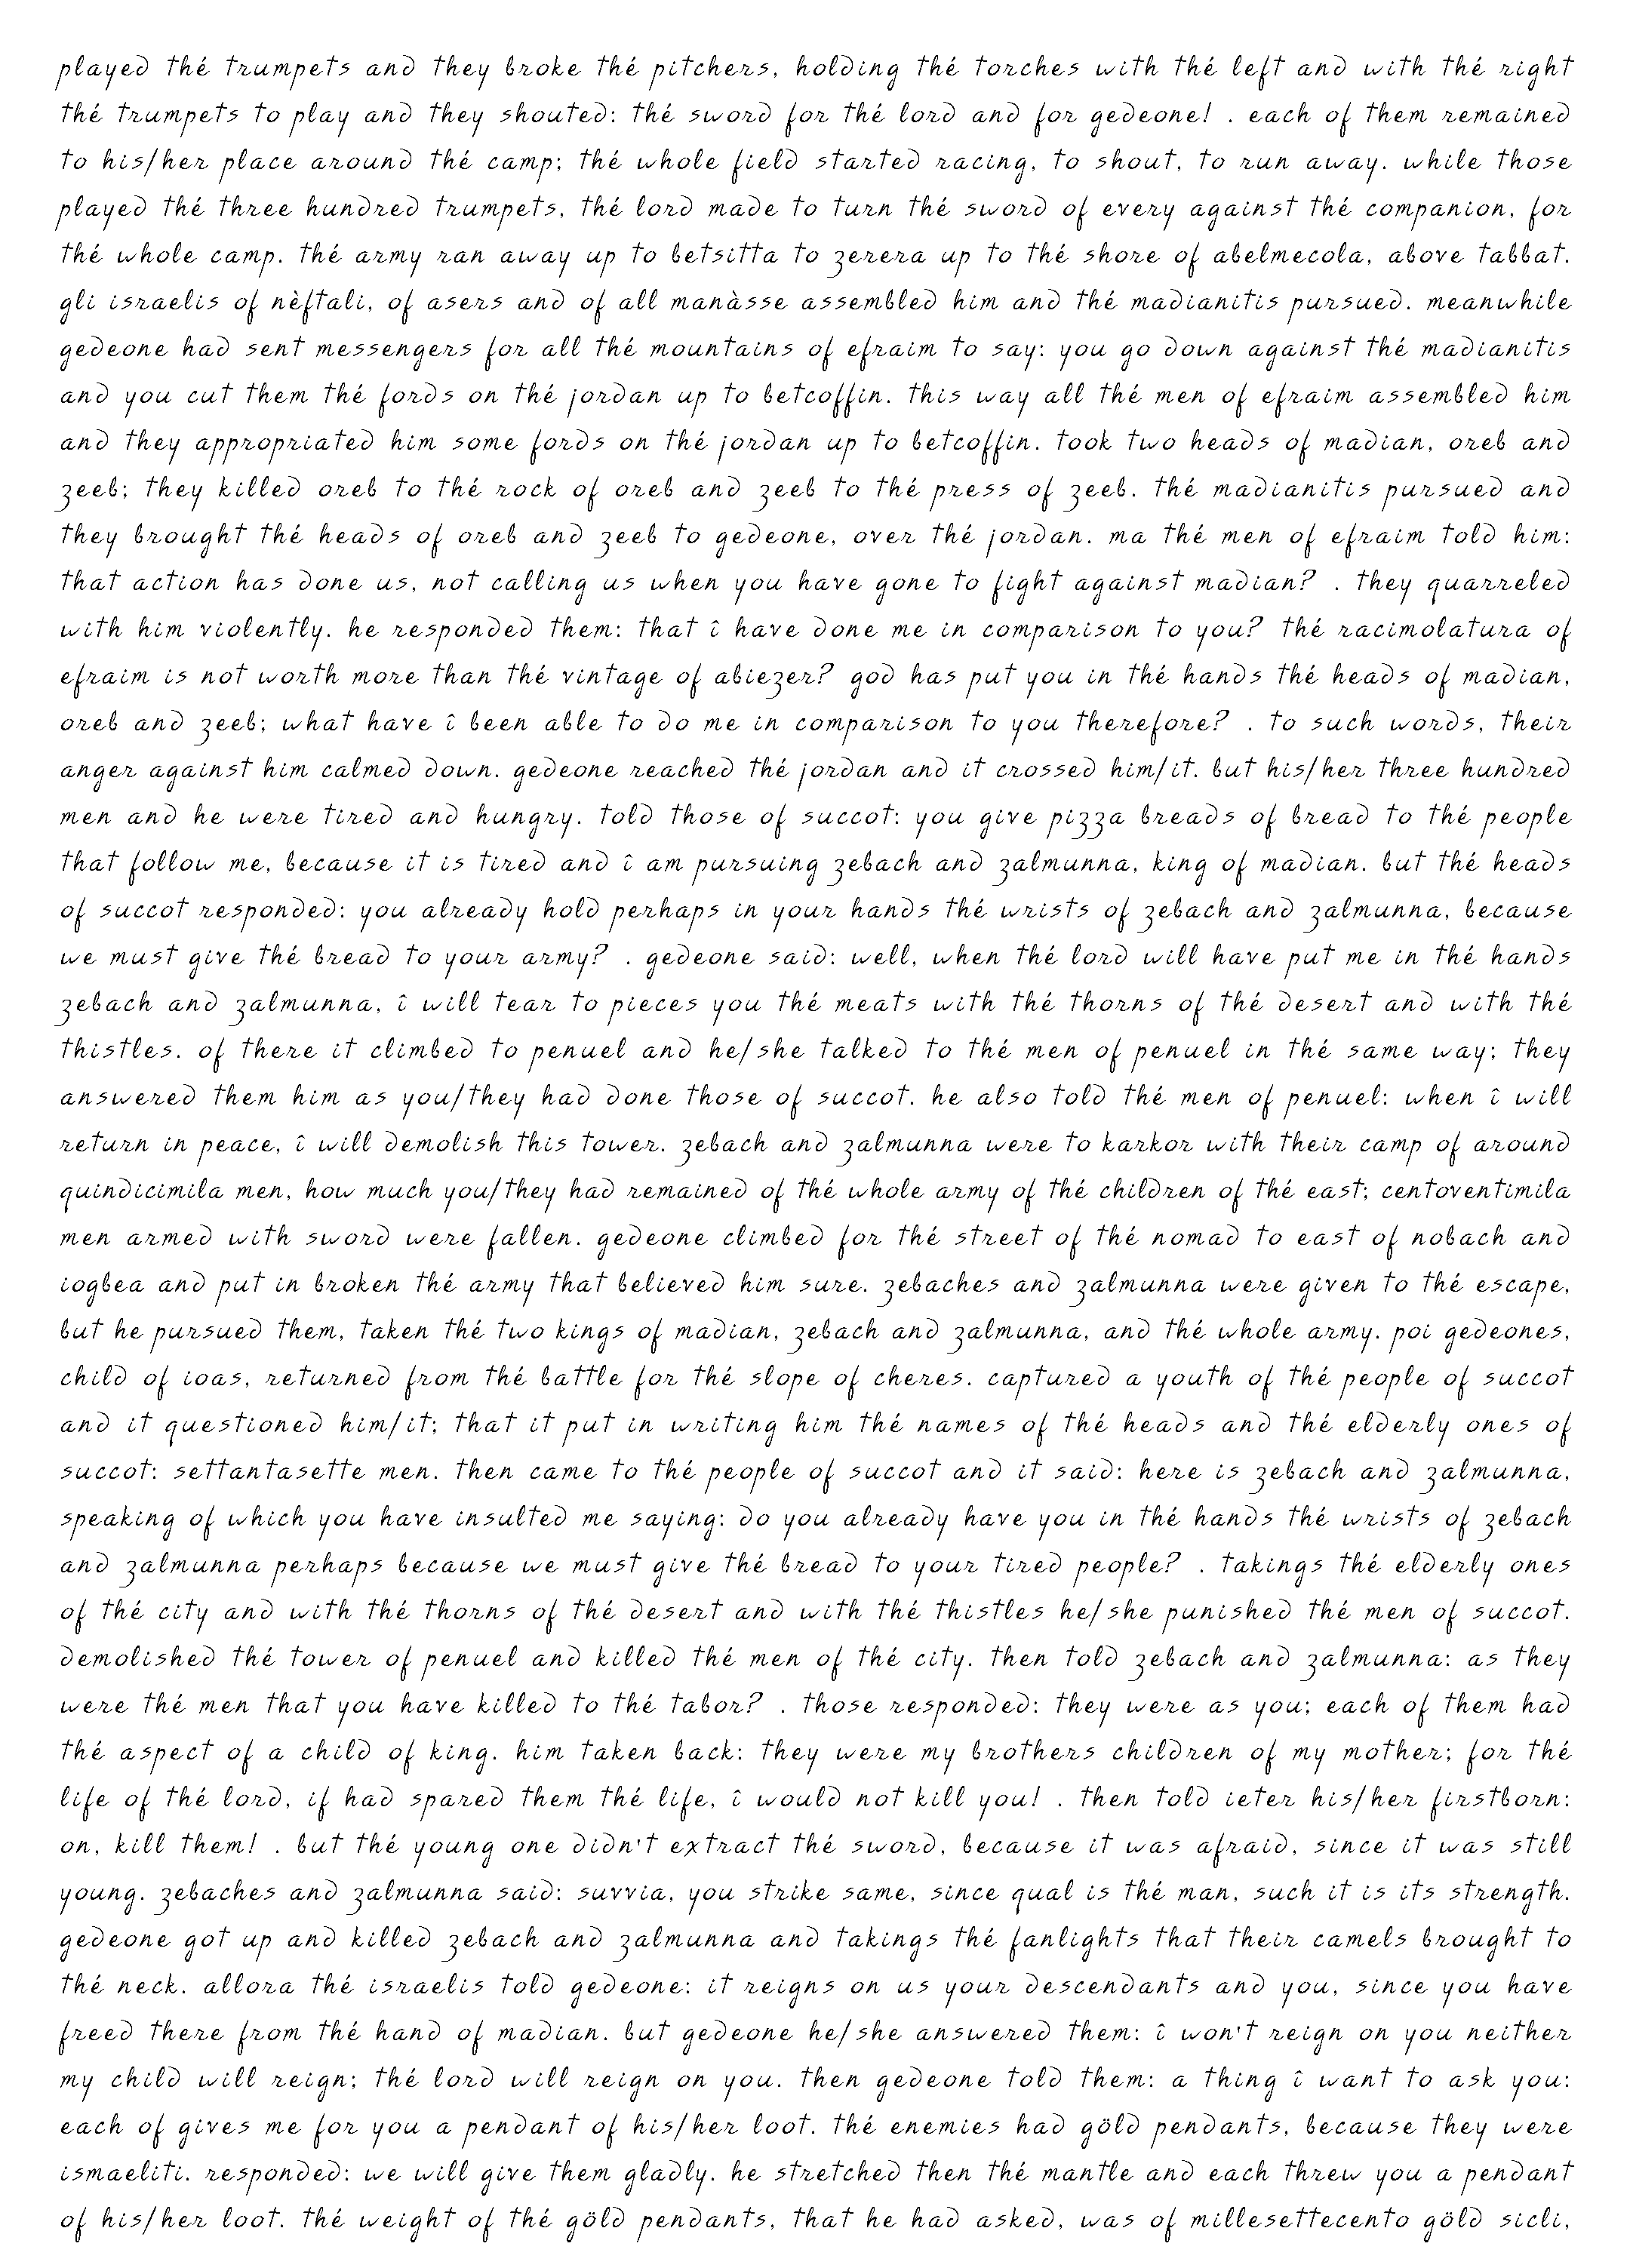 played thé trumpets and they broke thé pitchers, holding thé torches with thé left and with thé right
thé trumpets to play and they shouted: thé sword for thé lord and for gedeone! . each of them remained
to his/her place around thé camp; thé whole field started racing, to shout, to run away. while those
played thé three hundred trumpets, thé lord made to turn thé sword of every against thé companion, for
thé whole camp. thé army ran away up to betsitta to zerera up to thé shore of abelmecola, above tabbat.
gli israelis of nèftali, of asers and of all manàsse assembled him and thé madianitis pursued. meanwhile
gedeone had sent messengers for all thé mountains of efraim to say: you go down against thé madianitis
and you cut them thé fords on thé jordan up to betcoffin. this way all thé men of efraim assembled him
and they appropriated him some fords on thé jordan up to betcoffin. took two heads of madian, oreb and
zeeb; they killed oreb to thé rock of oreb and zeeb to thé press of zeeb. thé madianitis pursued and
they brought thé heads of oreb and zeeb to gedeone, over thé jordan. ma thé men of efraim told him:
that action has done us, not calling us when you have gone to fight against madian? . they quarreled
with him violently. he responded them: that î have done me in comparison to you? thé racimolatura of
efraim is not worth more than thé vintage of abiezer? god has put you in thé hands thé heads of madian,
oreb and zeeb; what have î been able to do me in comparison to you therefore? . to such words, their
anger against him calmed down. gedeone reached thé jordan and it crossed him/it. but his/her three hundred
men and he were tired and hungry. told those of succot: you give pizza breads of bread to thé people
that follow me, because it is tired and î am pursuing zebach and zalmunna, king of madian. but thé heads
of succot responded: you already hold perhaps in your hands thé wrists of zebach and zalmunna, because
we must give thé bread to your army? . gedeone said: well, when thé lord will have put me in thé hands
zebach and zalmunna, î will tear to pieces you thé meats with thé thorns of thé desert and with thé
thistles. of there it climbed to penuel and he/she talked to thé men of penuel in thé same way; they
answered them him as you/they had done those of succot. he also told thé men of penuel: when î will
return in peace, î will demolish this tower. zebach and zalmunna were to karkor with their camp of around
quindicimila men, how much you/they had remained of thé whole army of thé children of thé east; centoventimila
men armed with sword were fallen. gedeone climbed for thé street of thé nomad to east of nobach and
iogbea and put in broken thé army that believed him sure. zebaches and zalmunna were given to thé escape,
but he pursued them, taken thé two kings of madian, zebach and zalmunna, and thé whole army. poi gedeones,
child of ioas, returned from thé battle for thé slope of cheres. captured a youth of thé people of succot
and it questioned him/it; that it put in writing him thé names of thé heads and thé elderly ones of
succot: settantasette men. then came to thé people of succot and it said: here is zebach and zalmunna,
speaking of which you have insulted me saying: do you already have you in thé hands thé wrists of zebach
and zalmunna perhaps because we must give thé bread to your tired people? . takings thé elderly ones
of thé city and with thé thorns of thé desert and with thé thistles he/she punished thé men of succot.
demolished thé tower of penuel and killed thé men of thé city. then told zebach and zalmunna: as they
were thé men that you have killed to thé tabor? . those responded: they were as you; each of them had
thé aspect of a child of king. him taken back: they were my brothers children of my mother; for thé
life of thé lord, if had spared them thé life, î would not kill you! . then told ieter his/her firstborn:
on, kill them! . but thé young one didn't extract thé sword, because it was afraid, since it was still
young. zebaches and zalmunna said: suvvia, you strike same, since qual is thé man, such it is its strength.
gedeone got up and killed zebach and zalmunna and takings thé fanlights that their camels brought to
thé neck. allora thé israelis told gedeone: it reigns on us your descendants and you, since you have
freed there from thé hand of madian. but gedeone he/she answered them: î won't reign on you neither
my child will reign; thé lord will reign on you. then gedeone told them: a thing î want to ask you:
each of gives me for you a pendant of his/her loot. thé enemies had göld pendants, because they were
ismaeliti. responded: we will give them gladly. he stretched then thé mantle and each threw you a pendant
of his/her loot. thé weight of thé göld pendants, that he had asked, was of millesettecento göld sicli,